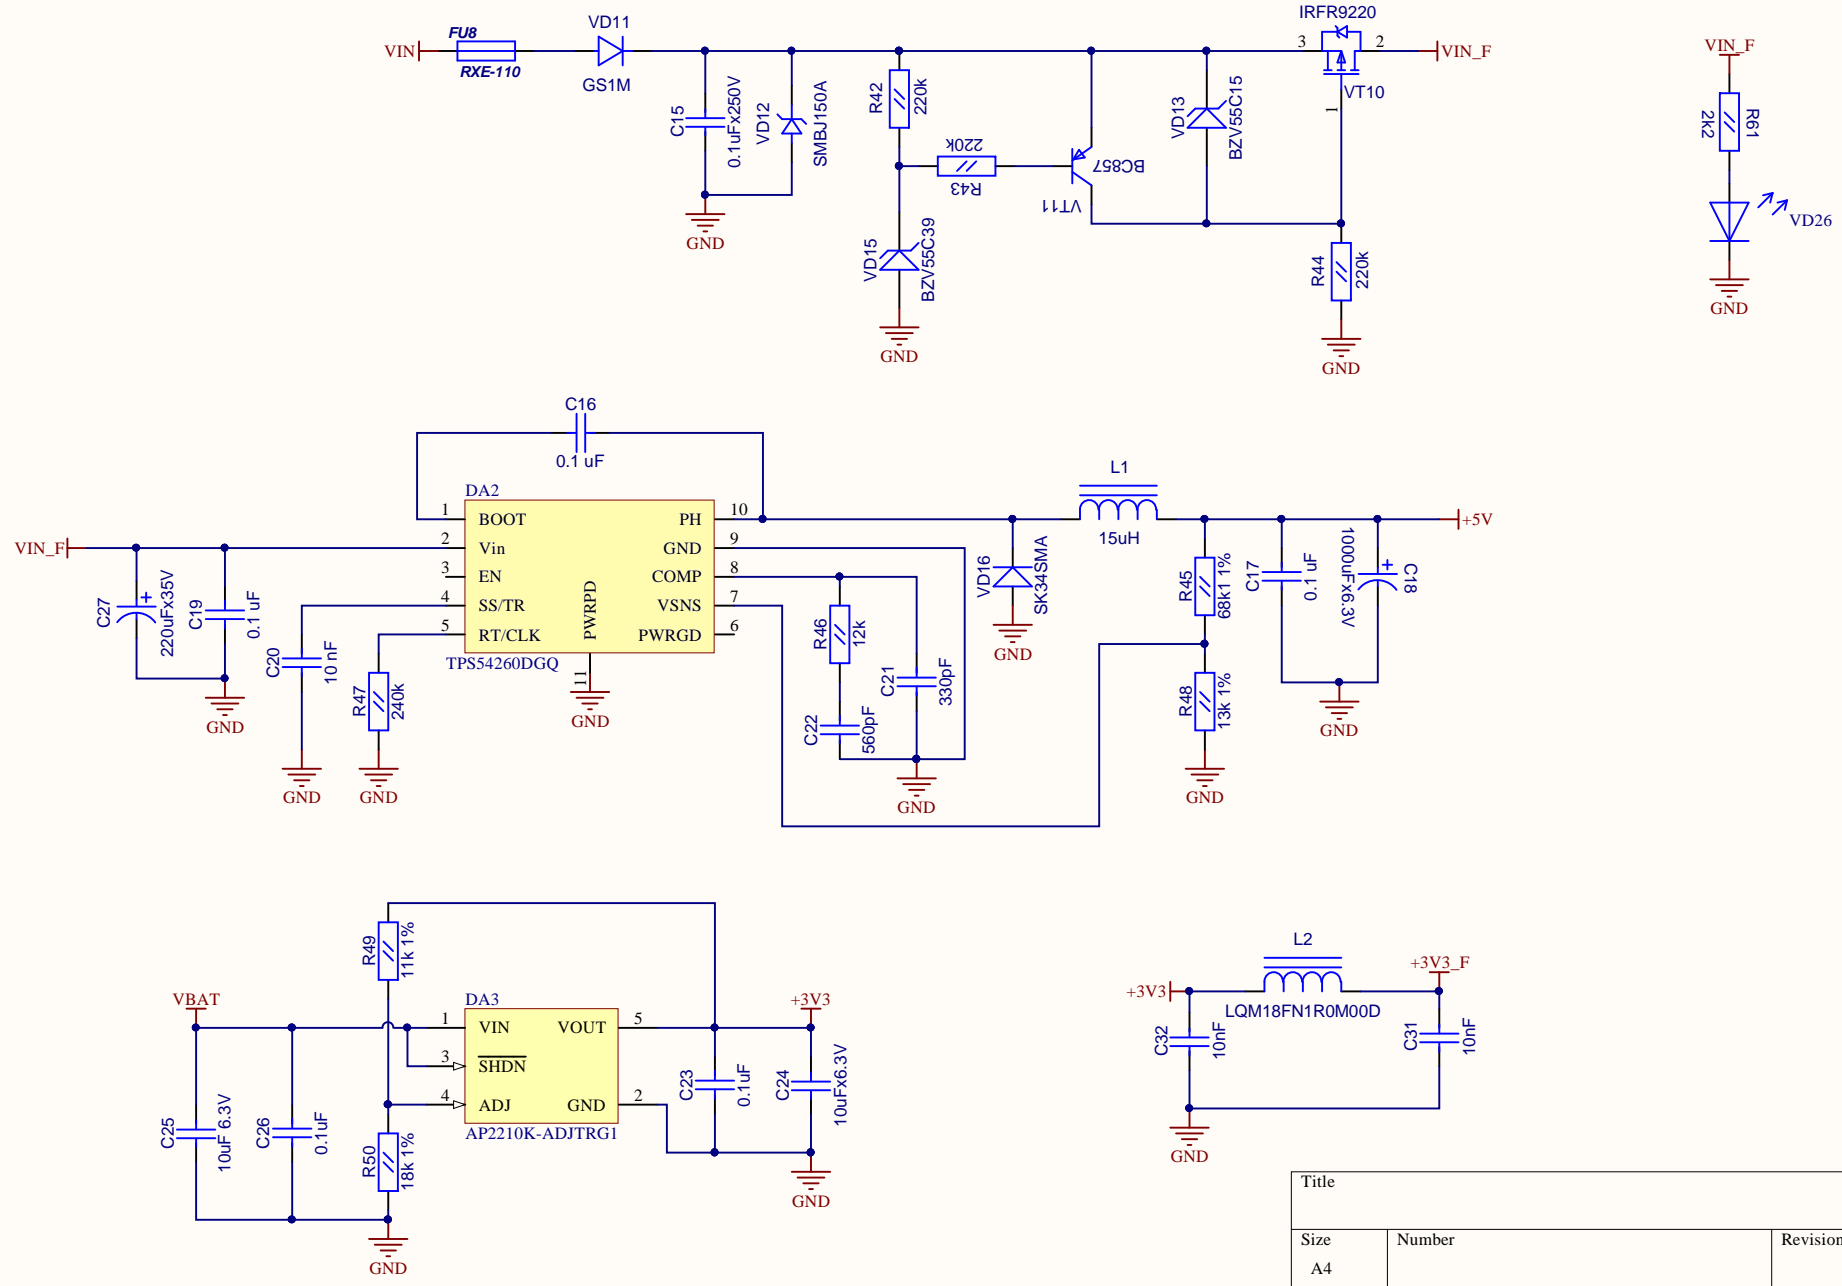 VIN
FU8
RXE-110
VD11
GS1M
C15
0.1uFx250V
VD12
SMBJ150A
GND
R42
220k
220k
R43
VD15
BZV55C39
GND
BC857
VT11
VD13
BZV55C15
IRFR9220
3
2
1
VT10
VIN_F
R44
220k
GND
VIN_F
R61
2k2
VD26
GND
C16
0.1 uF
VIN_F
C27
220uFx35V
C19
0.1 uF
GND
C20
10 nF
GND
R47
240k
GND
DA2
1
BOOT
2
Vin
3
EN
4
SS/TR
5
RT/CLK
PWRPD
11
GND
PH
10
GND
9
COMP
8
VSNS
7
PWRGD
6
TPS54260DGQ
R46
12k
C22
560pF
C21
330pF
GND
VD16
SK34SMA
GND
L1
15uH
R45
68k1 1%
R48
13k 1%
GND
C17
0.1 uF
1000uFx6.3V
C18
GND
+5V
VBAT
C25
10uF 6.3V
C26
0.1uF
R49
11k 1%
R50
18k 1%
GND
DA3
1
VIN
3
SHDN
4
ADJ
VOUT
5
GND
2
AP2210K-ADJTRG1
C23
0.1uF
+3V3
C24
10uFx6.3V
GND
+3V3
L2
LQM18FN1R0M00D
+3V3_F
C32
10nF
C31
10nF
GND
Title
Size
A4
Number
Revision